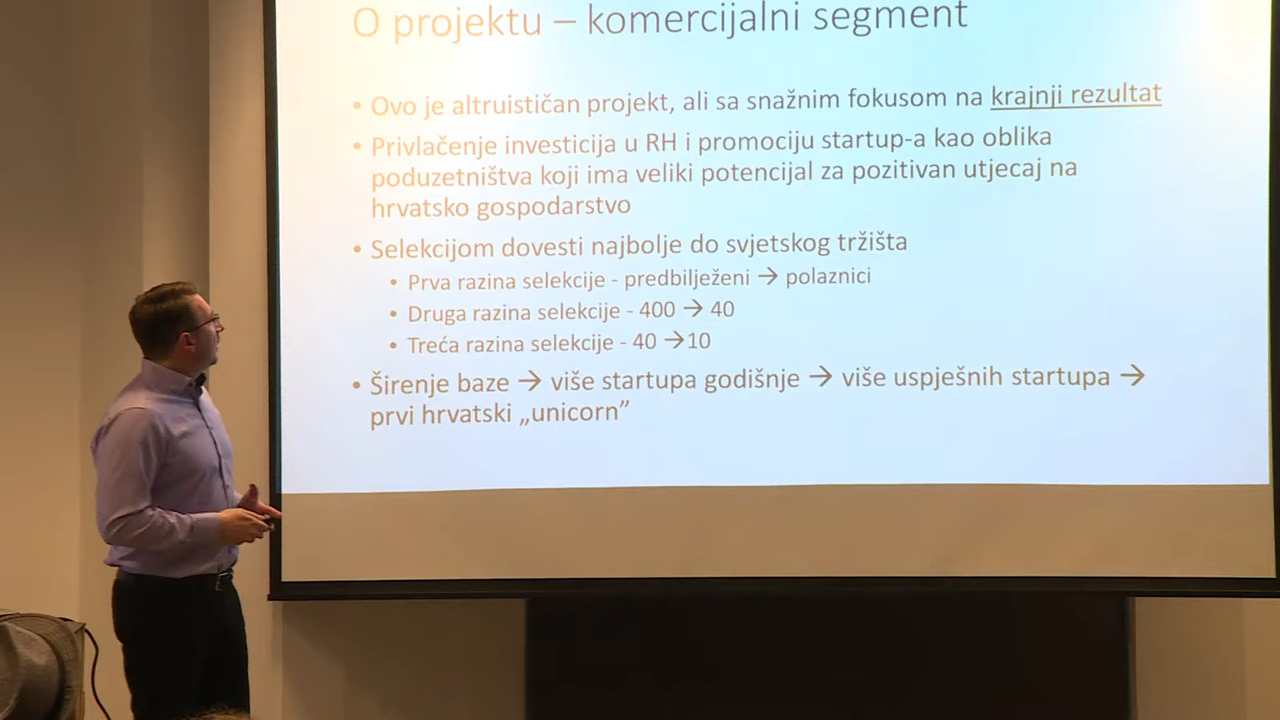 O projektu – komercijalni segment
• Ovo je altruističan projekt, ali sa snažnim fokusom na krajnji rezultat
• Privlačenje investicija u RH i promociju startup-a kao oblika
poduzetništva koji ima veliki potencijal za pozitivan utjecaj na
hrvatsko gospodarstvo
• Selekcijom dovesti najbolje do svjetskog tržišta
• Prva razina selekcije - predbilježeni → polaznici
• Druga razina selekcije - 400 → 40
• Treća razina selekcije - 40 →10
• Širenje baze → više startupa godišnje → više uspješnih startupa →
prvi hrvatski „unicorn”